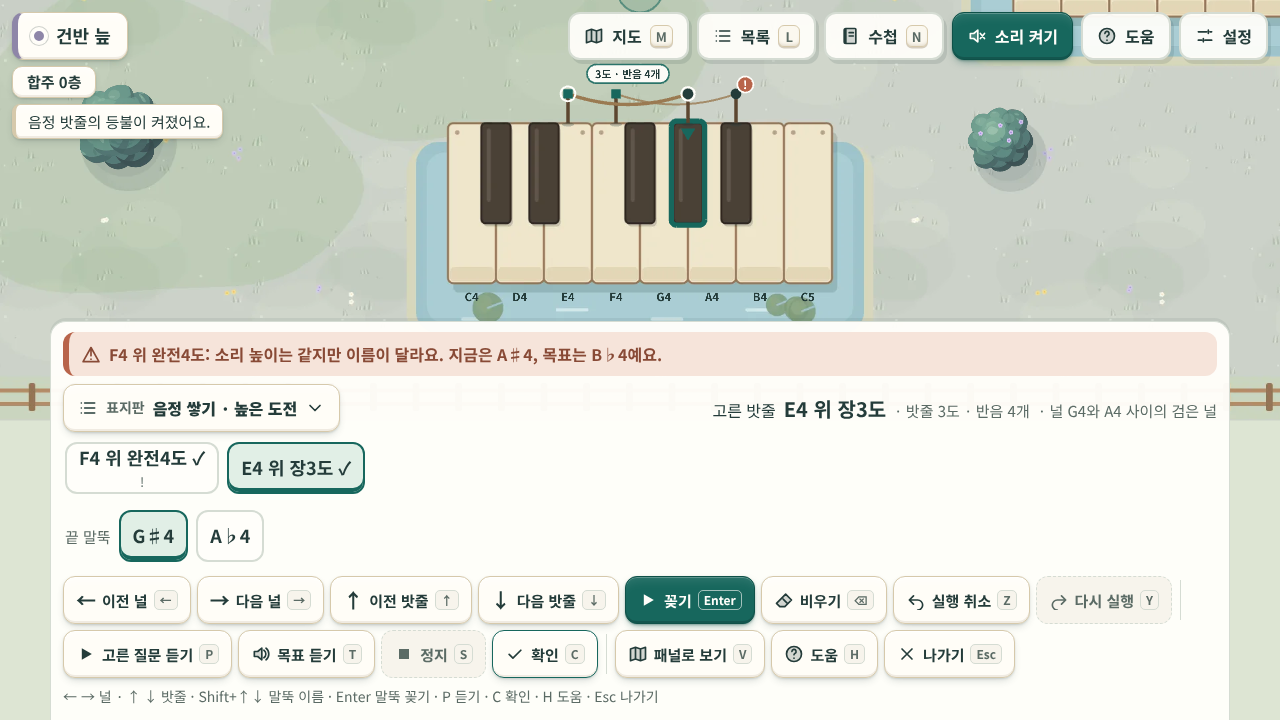 건반 늪
지도 M
목록 L
수첩 N
소리 켜기
도움
설정
합주 0층
음정 밧줄의 등불이 켜졌어요.
3도 · 반음 4개
!
C4 D4 E4 F4 G4 A4 B4 C5
F4 위 완전4도: 소리 높이는 같지만 이름이 달라요. 지금은 A♯4, 목표는 B♭4예요.
표지판 음정 쌓기 · 높은 도전
고른 밧줄 E4 위 장3도 · 밧줄 3도 · 반음 4개 · 널 G4와 A4 사이의 검은 널
F4 위 완전4도 ✓
!
E4 위 장3도 ✓
끝 말뚝 G♯4 A♭4
← 이전 널 ←
→ 다음 널 →
↑ 이전 밧줄 ↑
↓ 다음 밧줄 ↓
꽂기 Enter
비우기 ⌫
실행 취소 Z
다시 실행 Y
고른 질문 듣기 P
목표 듣기 T
정지 S
확인 C
패널로 보기 V
도움 H
나가기 Esc
← → 널 · ↑ ↓ 밧줄 · Shift+↑↓ 말뚝 이름 · Enter 말뚝 꽂기 · P 듣기 · C 확인 · H 도움 · Esc 나가기